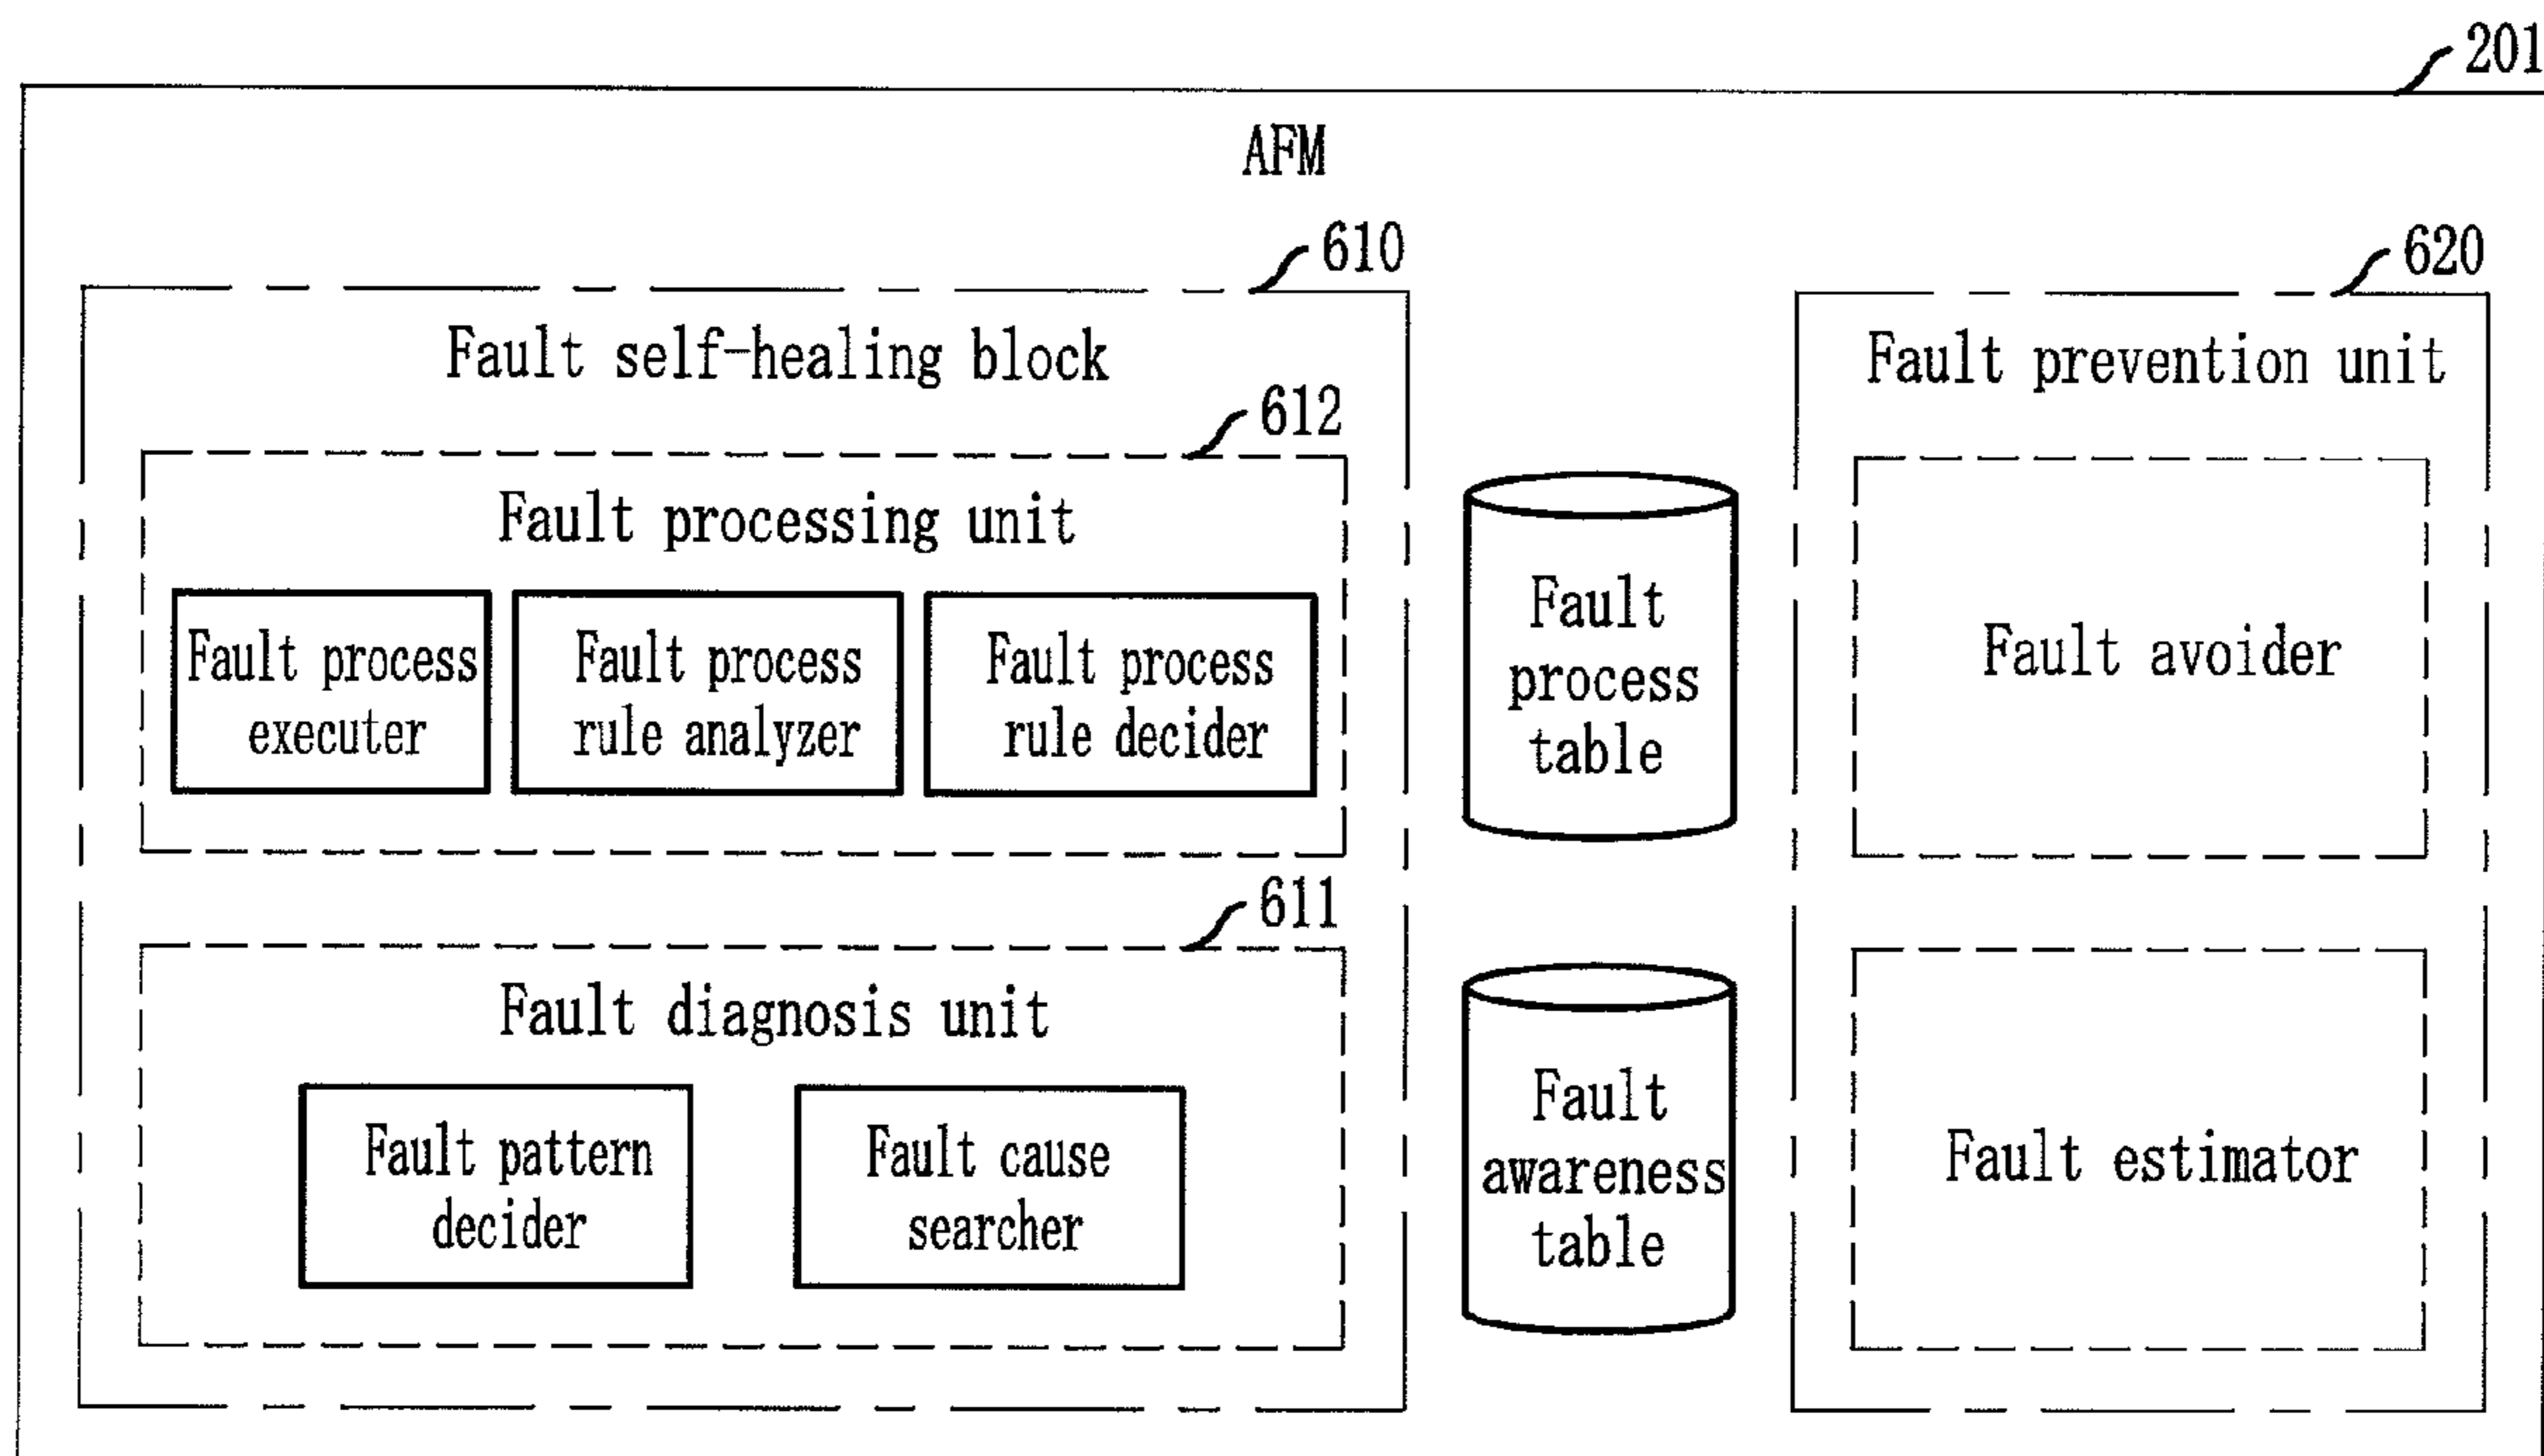 201
AFM
610
Fault self-healing block
612
Fault processing unit
Fault process
executer
Fault process
rule analyzer
Fault process
rule decider
611
Fault diagnosis unit
Fault pattern
decider
Fault cause
searcher
Fault
process
table
Fault
awareness
table
620
Fault prevention unit
Fault avoider
Fault estimator